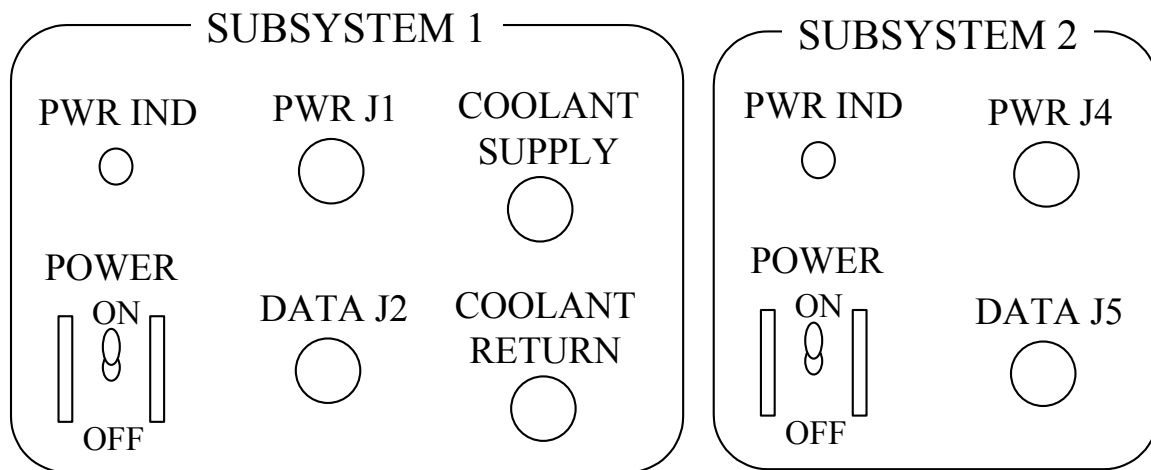 SUBSYSTEM 1
PWR IND
PWR J1
COOLANT
SUPPLY
POWER
ON
OFF
DATA J2
COOLANT
RETURN
SUBSYSTEM 2
PWR IND
PWR J4
POWER
ON
OFF
DATA J5